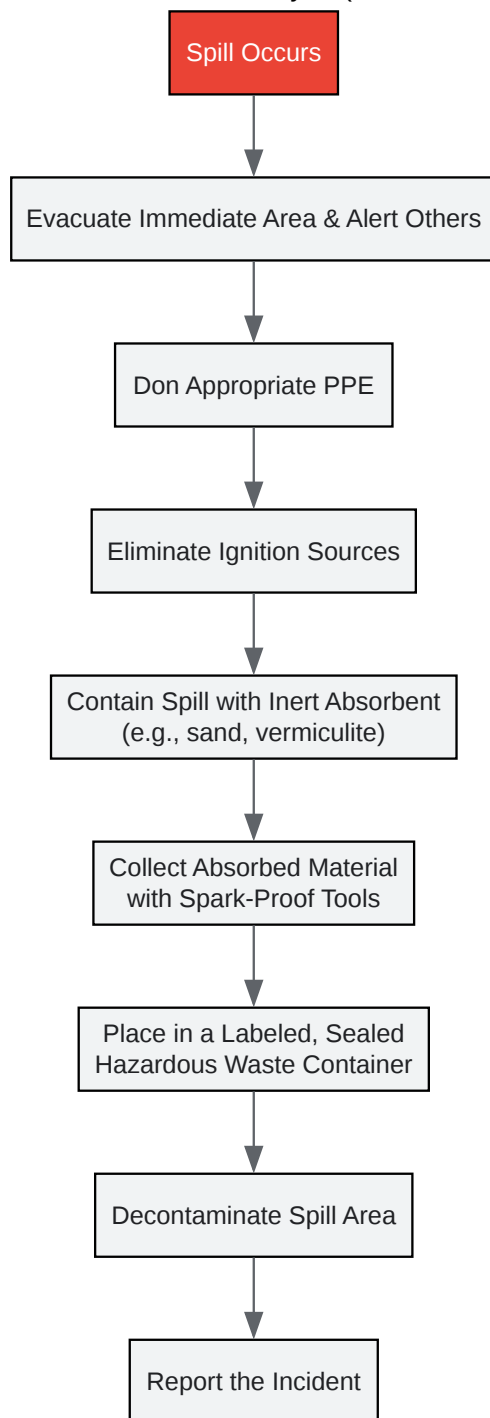 Spill Occurs
Evacuate Immediate Area & Alert Others
Don Appropriate PPE
Eliminate Ignition Sources
Contain Spill with Inert Absorbent
(e.g., sand, vermiculite)
Collect Absorbed Material
with Spark-Proof Tools
Place in a Labeled, Sealed
Hazardous Waste Container
Decontaminate Spill Area
Report the Incident